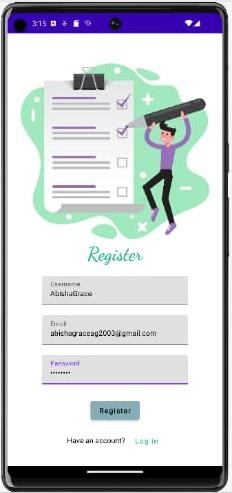 3:15
Register
Username
AbishaGrace
Email
abishagraceag2003@gmail.com
Password
••••••••
Register
Have an account? Log in